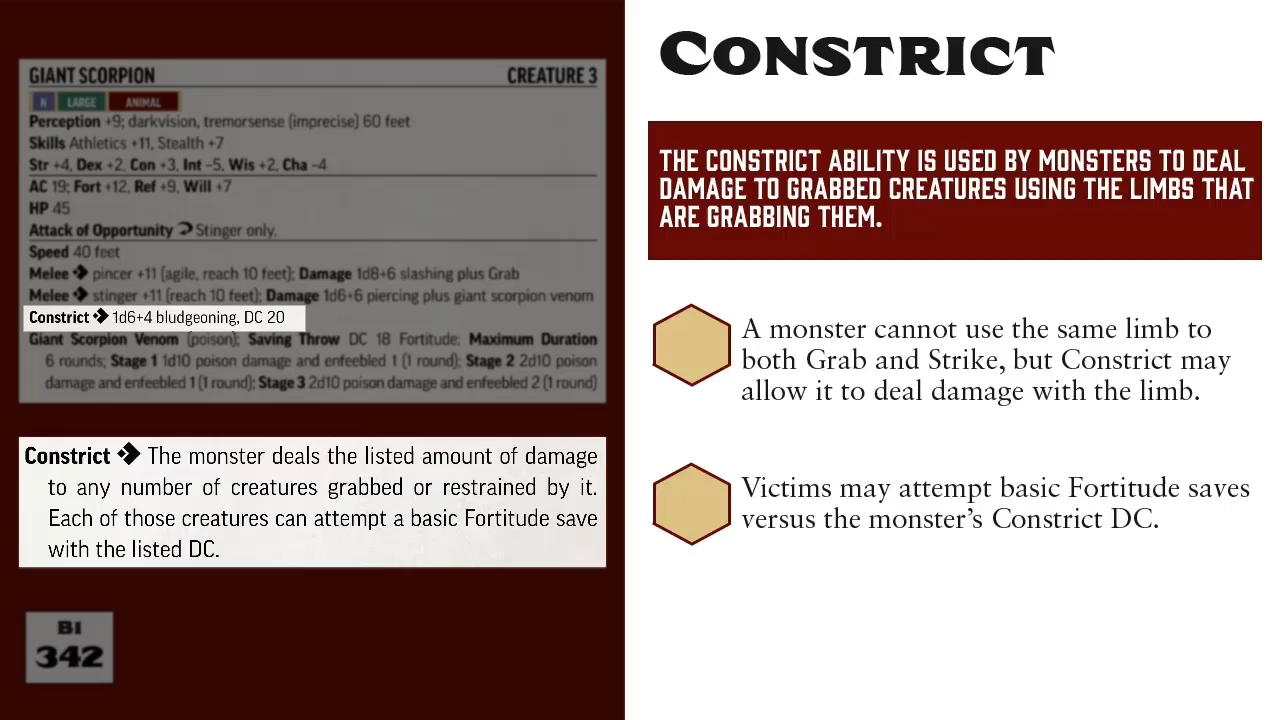 GIANT SCORPION CREATURE 3
N LARGE ANIMAL
Perception +9; darkvision, tremorsense (imprecise) 60 feet
Skills Athletics +11, Stealth +7
Str +4, Dex +2, Con +3, Int -5, Wis +2, Cha -4
AC 19; Fort +12, Ref +9, Will +7
HP 45
Attack of Opportunity Stinger only.
Speed 40 feet
Melee pincer +11 (agile, reach 10 feet); Damage 1d8+6 slashing plus Grab
Melee stinger +11 (reach 10 feet); Damage 1d6+6 piercing plus giant scorpion venom
Constrict 1d6+4 bludgeoning, DC 20
Giant Scorpion Venom (poison); Saving Throw DC 18 Fortitude; Maximum Duration
6 rounds; Stage 1 1d10 poison damage and enfeebled 1 (1 round); Stage 2 2d10 poison
damage and enfeebled 1 (1 round); Stage 3 2d10 poison damage and enfeebled 2 (1 round)
Constrict The monster deals the listed amount of damage
to any number of creatures grabbed or restrained by it.
Each of those creatures can attempt a basic Fortitude save
with the listed DC.
B1
342
CONSTRICT
THE CONSTRICT ABILITY IS USED BY MONSTERS TO DEAL
DAMAGE TO GRABBED CREATURES USING THE LIMBS THAT
ARE GRABBING THEM.
A monster cannot use the same limb to
both Grab and Strike, but Constrict may
allow it to deal damage with the limb.
Victims may attempt basic Fortitude saves
versus the monster's Constrict DC.